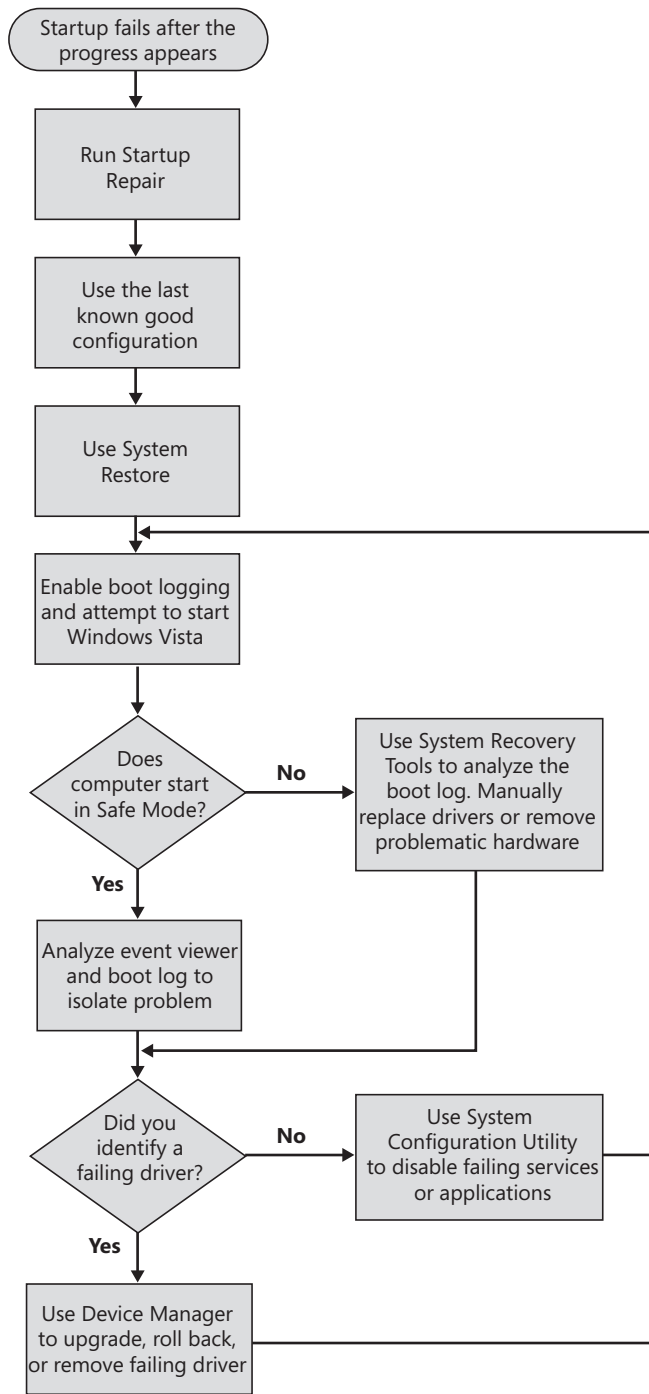 Startup fails after the
progress appears
Run Startup
Repair
Use the last
known good
configuration
Use System
Restore
Enable boot logging
and attempt to start
Windows Vista
Does
computer start
in Safe Mode?
No
Use System Recovery
Tools to analyze the
boot log. Manually
replace drivers or remove
problematic hardware
Yes
Analyze event viewer
and boot log to
isolate problem
Did you
identify a
failing driver?
No
Use System
Configuration Utility
to disable failing services
or applications
Yes
Use Device Manager
to upgrade, roll back,
or remove failing driver